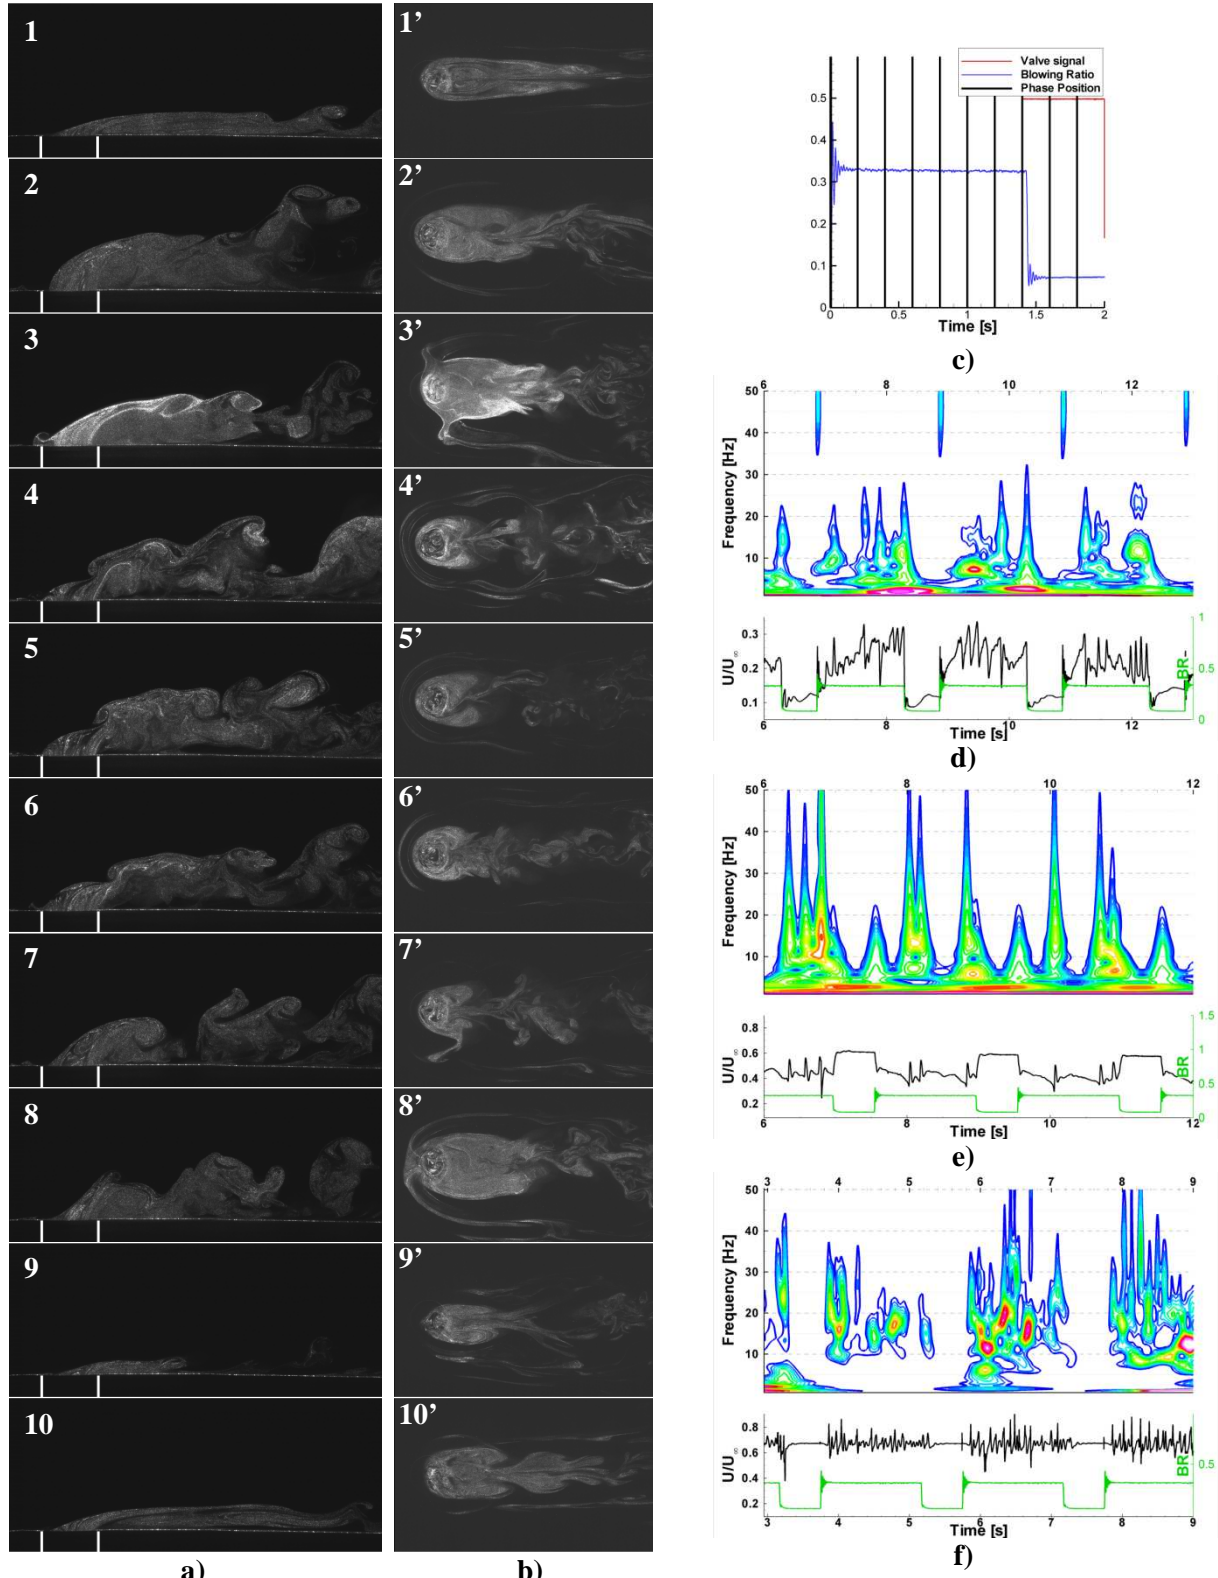 1
2
3
4
5
6
7
8
9
10
a)
1’
2’
3’
4’
5’
6’
7’
8’
9’
10’
b)
Valve signal
Blowing Ratio
Phase Position
0.5
0.4
0.3
0.2
0.1
0
0 0.5 1 1.5 2
Time [s]
c)
6 8 10 12
50
40
30
20
10
Frequency [Hz]
0.3
0.2
0.1
U/U∞
1
0.5
0
BR
6 8 10 12
Time [s]
d)
6 8 10 12
50
40
30
20
10
Frequency [Hz]
0.8
0.6
0.4
0.2
U/U∞
1.5
1
0.5
0
BR
6 8 10 12
Time [s]
e)
3 4 5 6 7 8 9
50
40
30
20
10
Frequency [Hz]
0.8
0.6
0.4
0.2
U/U∞
0.5
BR
3 4 5 6 7 8 9
Time [s]
f)